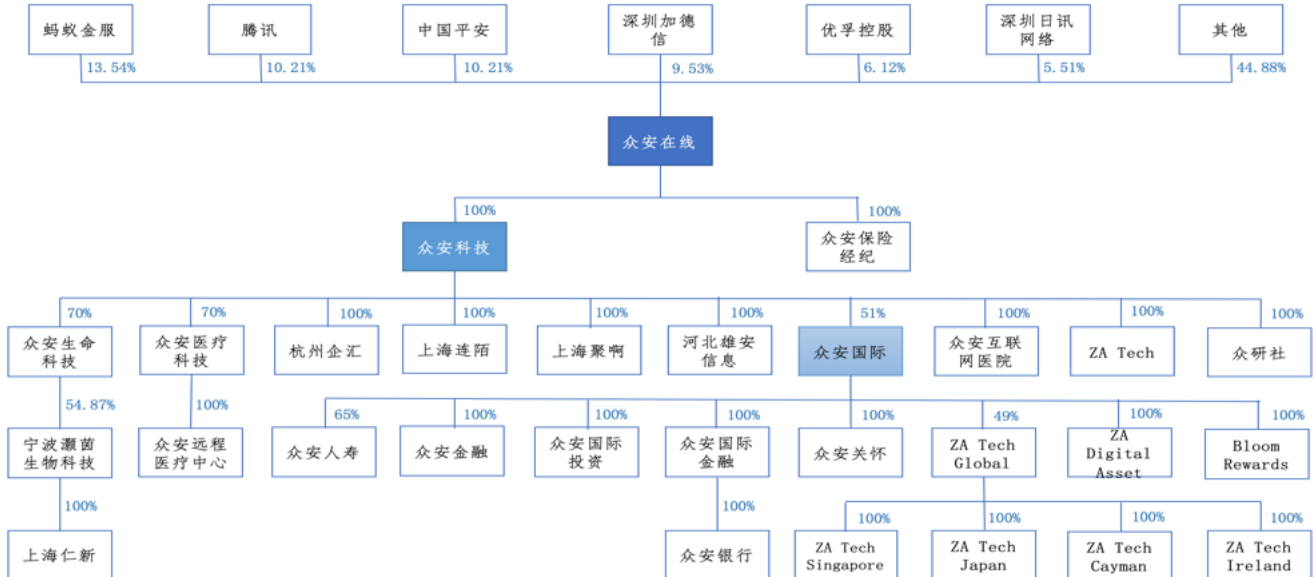 蚂蚁金服
腾讯
中国平安
深圳加德
信
优孚控股
深圳日讯
网络
其他
13.54%
10.21%
10.21%
9.53%
6.12%
5.51%
44.88%
众安在线
100%
100%
众安科技
众安保险
经纪
70%
70%
100%
100%
100%
100%
51%
100%
100%
100%
众安生命
科技
众安医疗
科技
杭州企汇
上海连陌
上海聚啊
河北雄安
信息
众安国际
众安互联
网医院
ZA Tech
众研社
54.87%
100%
65%
100%
100%
100%
100%
49%
100%
100%
宁波灏菌
生物科技
众安远程
医疗中心
众安人寿
众安金融
众安国际
投资
众安国际
金融
众安关怀
ZA Tech
Global
ZA
Digital
Asset
Bloom
Rewards
100%
100%
100%
100%
100%
100%
上海仁新
众安银行
ZA Tech
Singapore
ZA Tech
Japan
ZA Tech
Cayman
ZA Tech
Ireland